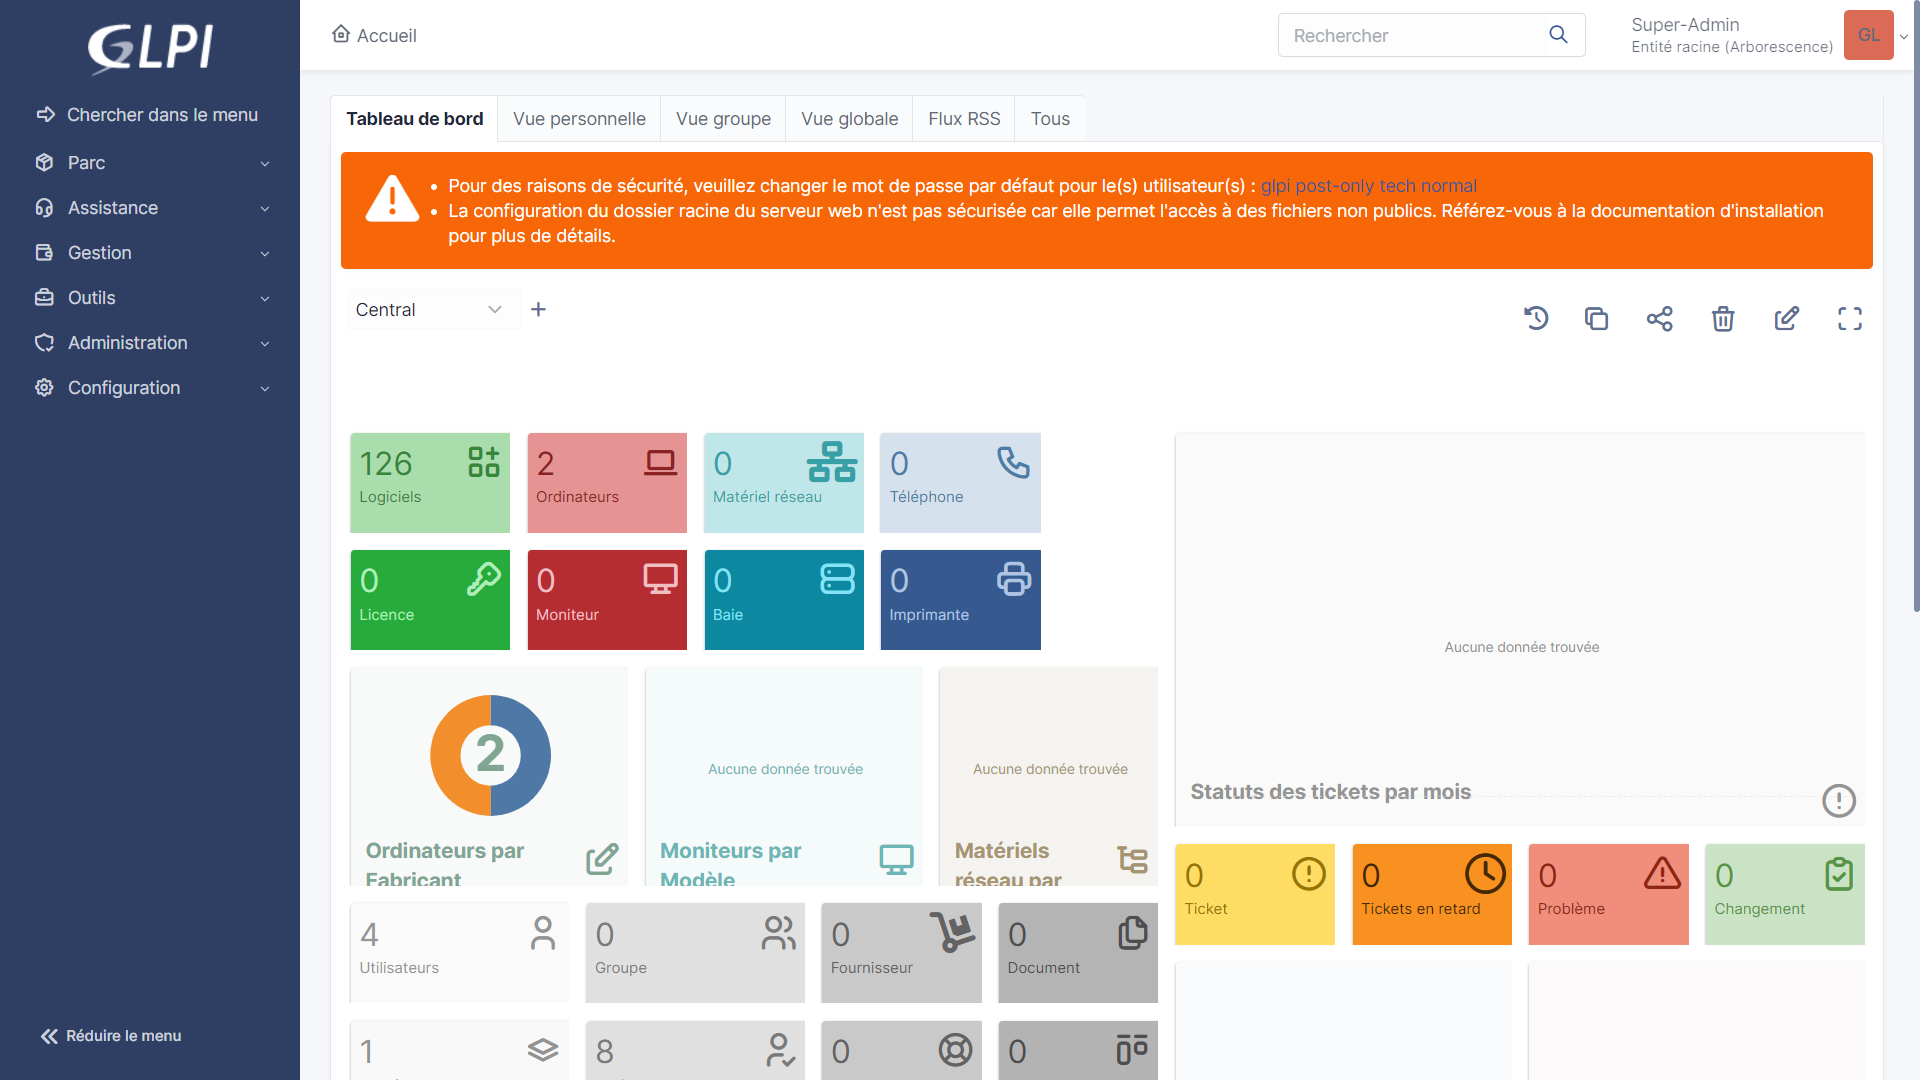 GLPI
Chercher dans le menu
Parc
Assistance
Gestion
Outils
Administration
Configuration
Réduire le menu
Accueil
Rechercher
Super-Admin
Entité racine (Arborescence)
GL
Tableau de bord
Vue personnelle
Vue groupe
Vue globale
Flux RSS
Tous
Pour des raisons de sécurité, veuillez changer le mot de passe par défaut pour le(s) utilisateur(s) : glpi post-only tech normal
La configuration du dossier racine du serveur web n'est pas sécurisée car elle permet l'accès à des fichiers non publics. Référez-vous à la documentation d'installation
pour plus de détails.
Central
126
Logiciels
2
Ordinateurs
0
Matériel réseau
0
Téléphone
0
Licence
0
Moniteur
0
Baie
0
Imprimante
2
Ordinateurs par
Fabricant
Aucune donnée trouvée
Moniteurs par
Modèle
Aucune donnée trouvée
Matériels
réseau par
Aucune donnée trouvée
Statuts des tickets par mois
0
Ticket
0
Tickets en retard
0
Problème
0
Changement
4
Utilisateurs
0
Groupe
0
Fournisseur
0
Document
1
8
0
0